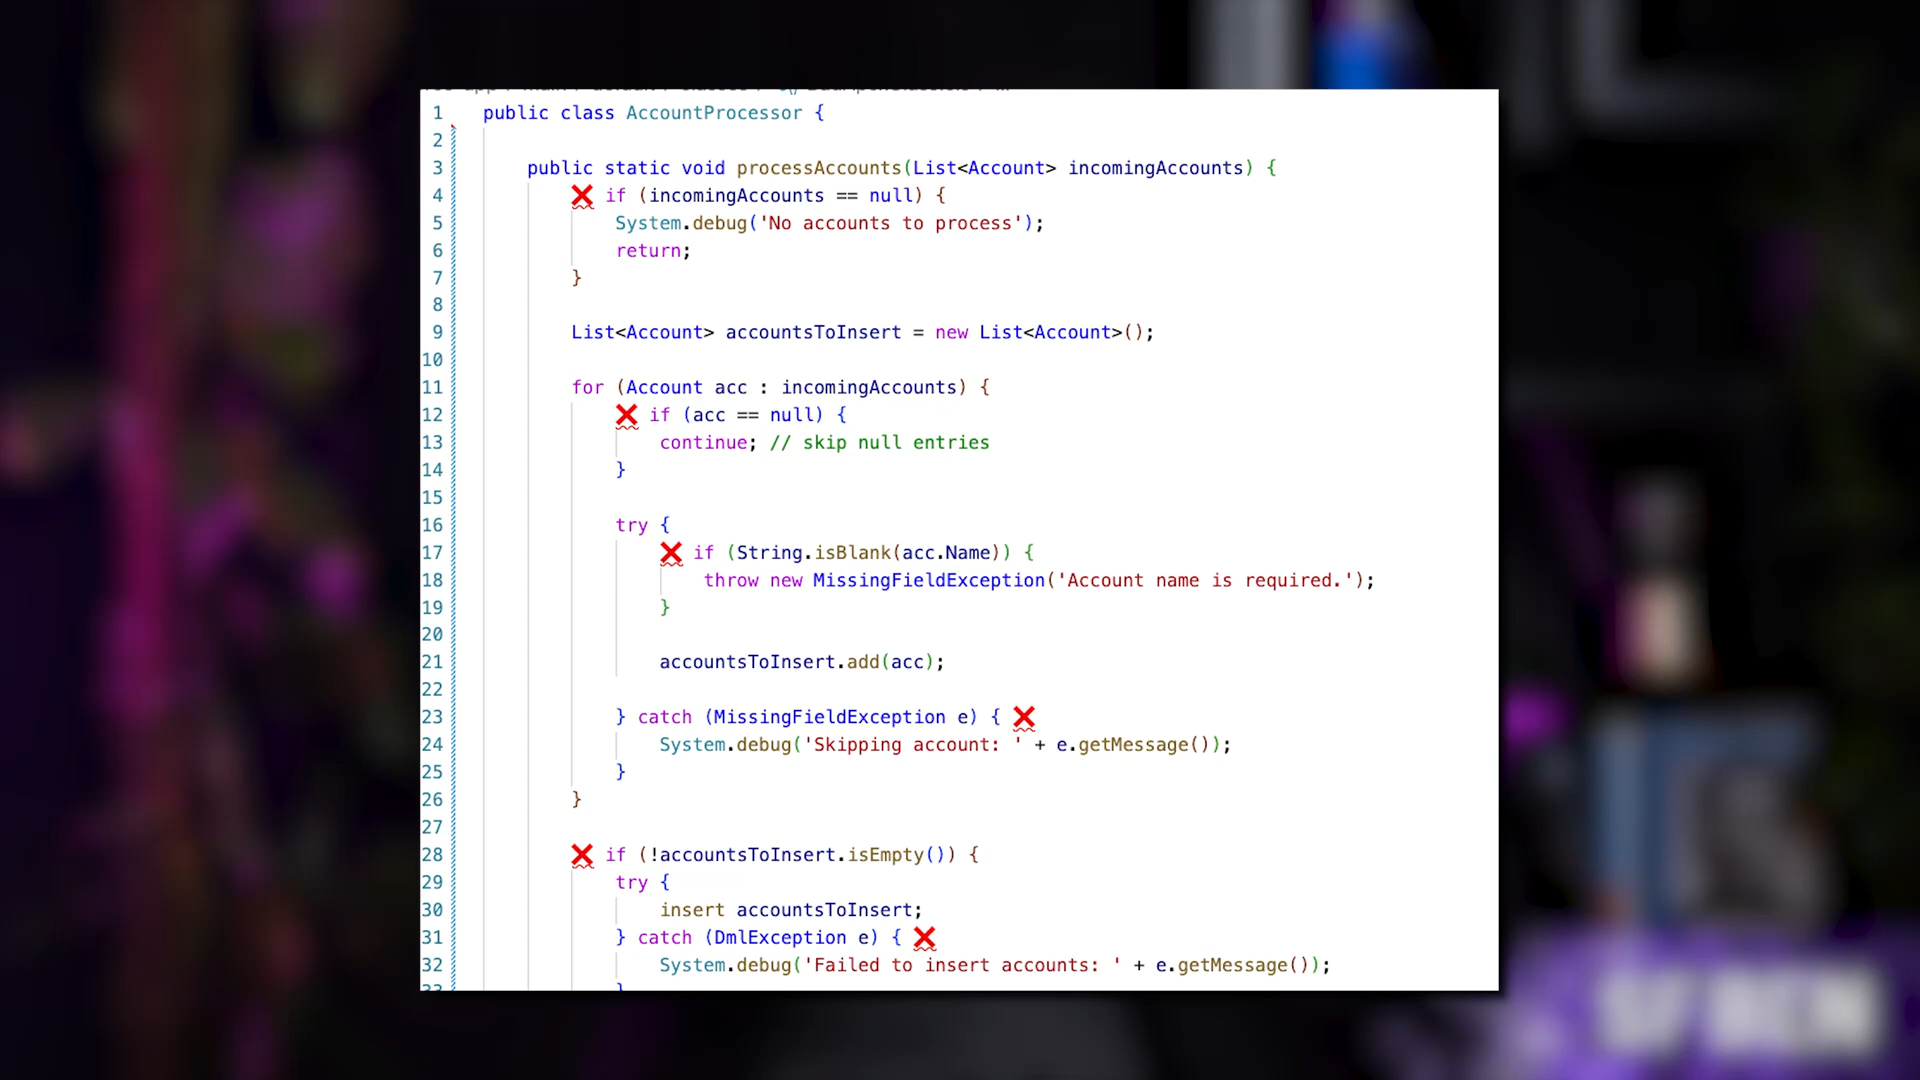 1 public class AccountProcessor {
2
3 public static void processAccounts(List<Account> incomingAccounts) {
4 ❌ if (incomingAccounts == null) {
5 System.debug('No accounts to process');
6 return;
7 }
8
9 List<Account> accountsToInsert = new List<Account>();
10
11 for (Account acc : incomingAccounts) {
12 ❌ if (acc == null) {
13 continue; // skip null entries
14 }
15
16 try {
17 ❌ if (String.isBlank(acc.Name)) {
18 throw new MissingFieldException('Account name is required.');
19 }
20
21 accountsToInsert.add(acc);
22
23 } catch (MissingFieldException e) { ❌
24 System.debug('Skipping account: ' + e.getMessage());
25 }
26 }
27
28 ❌ if (!accountsToInsert.isEmpty()) {
29 try {
30 insert accountsToInsert;
31 } catch (DmlException e) { ❌
32 System.debug('Failed to insert accounts: ' + e.getMessage());
33 }